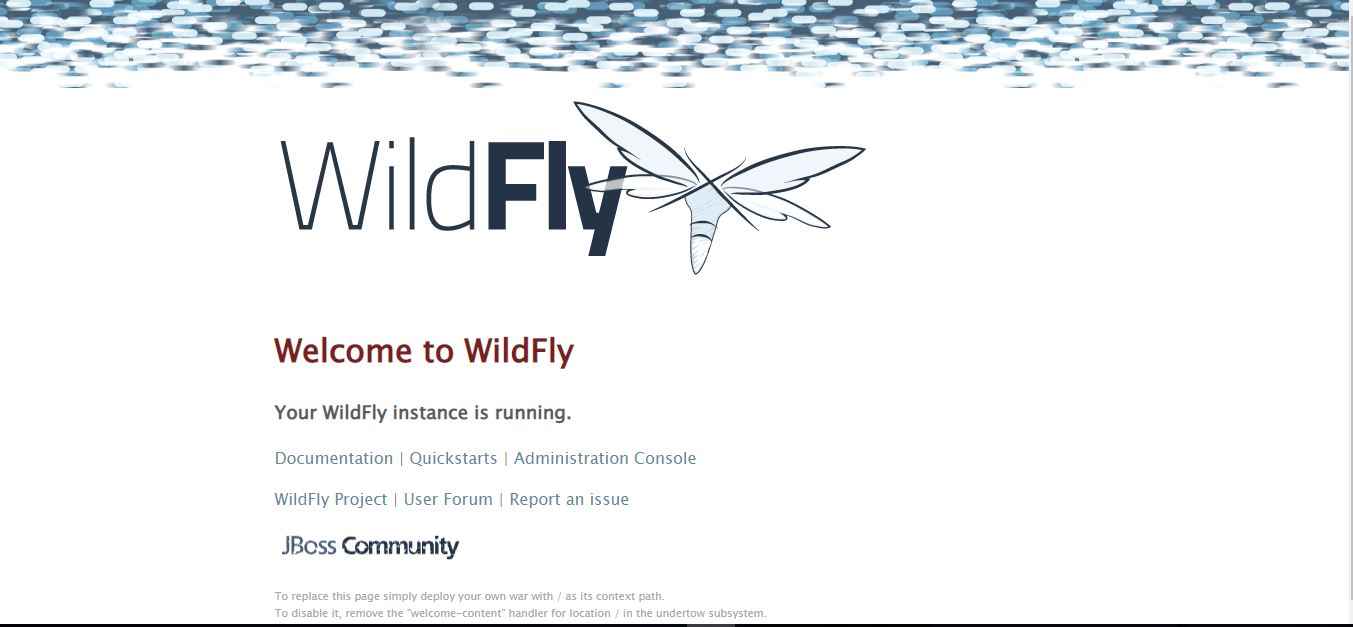 WildFly
Welcome to WildFly
Your WildFly instance is running.
Documentation | Quickstarts | Administration Console
WildFly Project | User Forum | Report an issue
JBoss Community
To replace this page simply deploy your own war with / as its context path.
To disable it, remove the "welcome-content" handler for location / in the undertow subsystem.